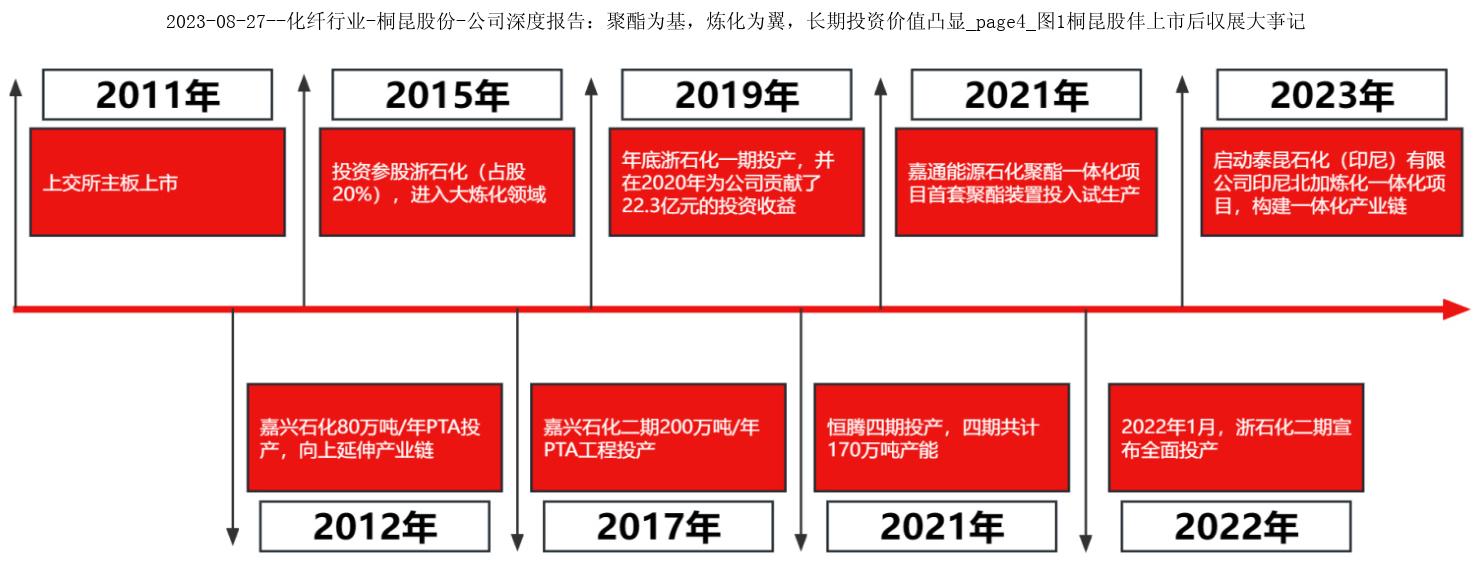 2023-08-27--化纤行业-桐昆股份-公司深度报告：聚酯为基，炼化为翼，长期投资价值凸显_page4_图1桐昆股佯上市后収展大亊记
2011年
上交所主板上市
2015年
投资参股浙石化（占股
20%），进入大炼化领域
2019年
年底浙石化一期投产，并
在2020年为公司贡献了
22.3亿元的投资收益
2021年
嘉通能源石化聚酯一体化项
目首套聚酯装置投入试生产
2023年
启动泰昆石化（印尼）有限
公司印尼北加炼化一体化项
目，构建一体化产业链
嘉兴石化80万吨/年PTA投
产，向上延伸产业链
2012年
嘉兴石化二期200万吨/年
PTA工程投产
2017年
恒腾四期投产，四期共计
170万吨产能
2021年
2022年1月，浙石化二期宣
布全面投产
2022年